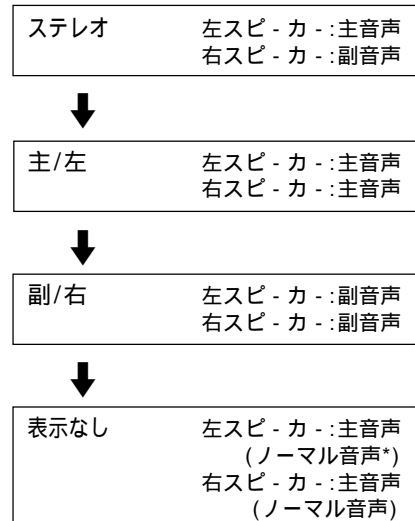 ステレオ 左スピ - カ - :主音声
右スピ - カ - :副音声
主/左 左スピ - カ - :主音声
右スピ - カ - :主音声
副/右 左スピ - カ - :副音声
右スピ - カ - :副音声
表示なし 左スピ - カ - :主音声
(ノーマル音声*)
右スピ - カ - :主音声
(ノーマル音声)